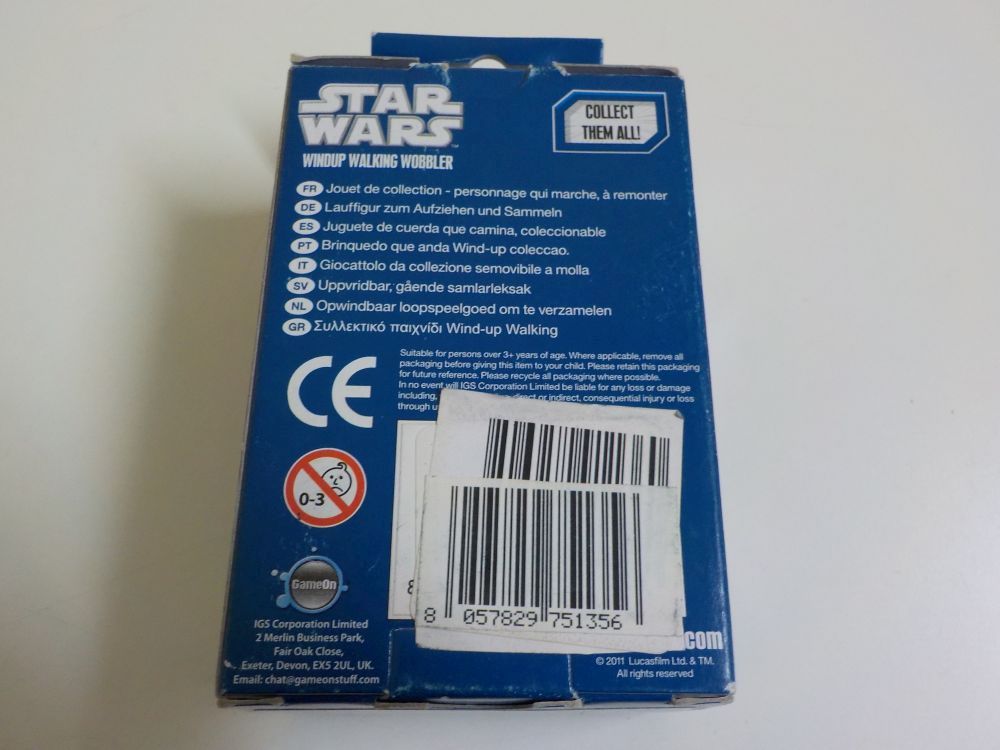 STAR
WARS
WINDUP WALKING WOBBLER
COLLECT
THEM ALL!
FR Jouet de collection - personnage qui marche, à remonter
DE Lauffigur zum Aufziehen und Sammeln
ES Juguete de cuerda que camina, coleccionable
PT Brinquedo que anda Wind-up coleccao.
IT Giocattolo da collezione semovibile a molla
SV Uppvridbar, gående samlarleksak
NL Opwindbaar loopspeelgoed om te verzamelen
GR Συλλεκτικό παιχνίδι Wind-up Walking
Suitable for persons over 3+ years of age. Where applicable, remove all
packaging before giving this item to your child. Please retain this packaging
for future reference. Please recycle all packaging where possible.
In no event will IGS Corporation Limited be liable for any loss or damage
including, direct or indirect, consequential injury or loss
through
CE
0-3
GameOn
IGS Corporation Limited
2 Merlin Business Park,
Fair Oak Close,
Exeter, Devon, EX5 2UL, UK.
Email: chat@gameonstuff.com
8 057829 751356
.com
© 2011 Lucasfilm Ltd. & TM.
All rights reserved